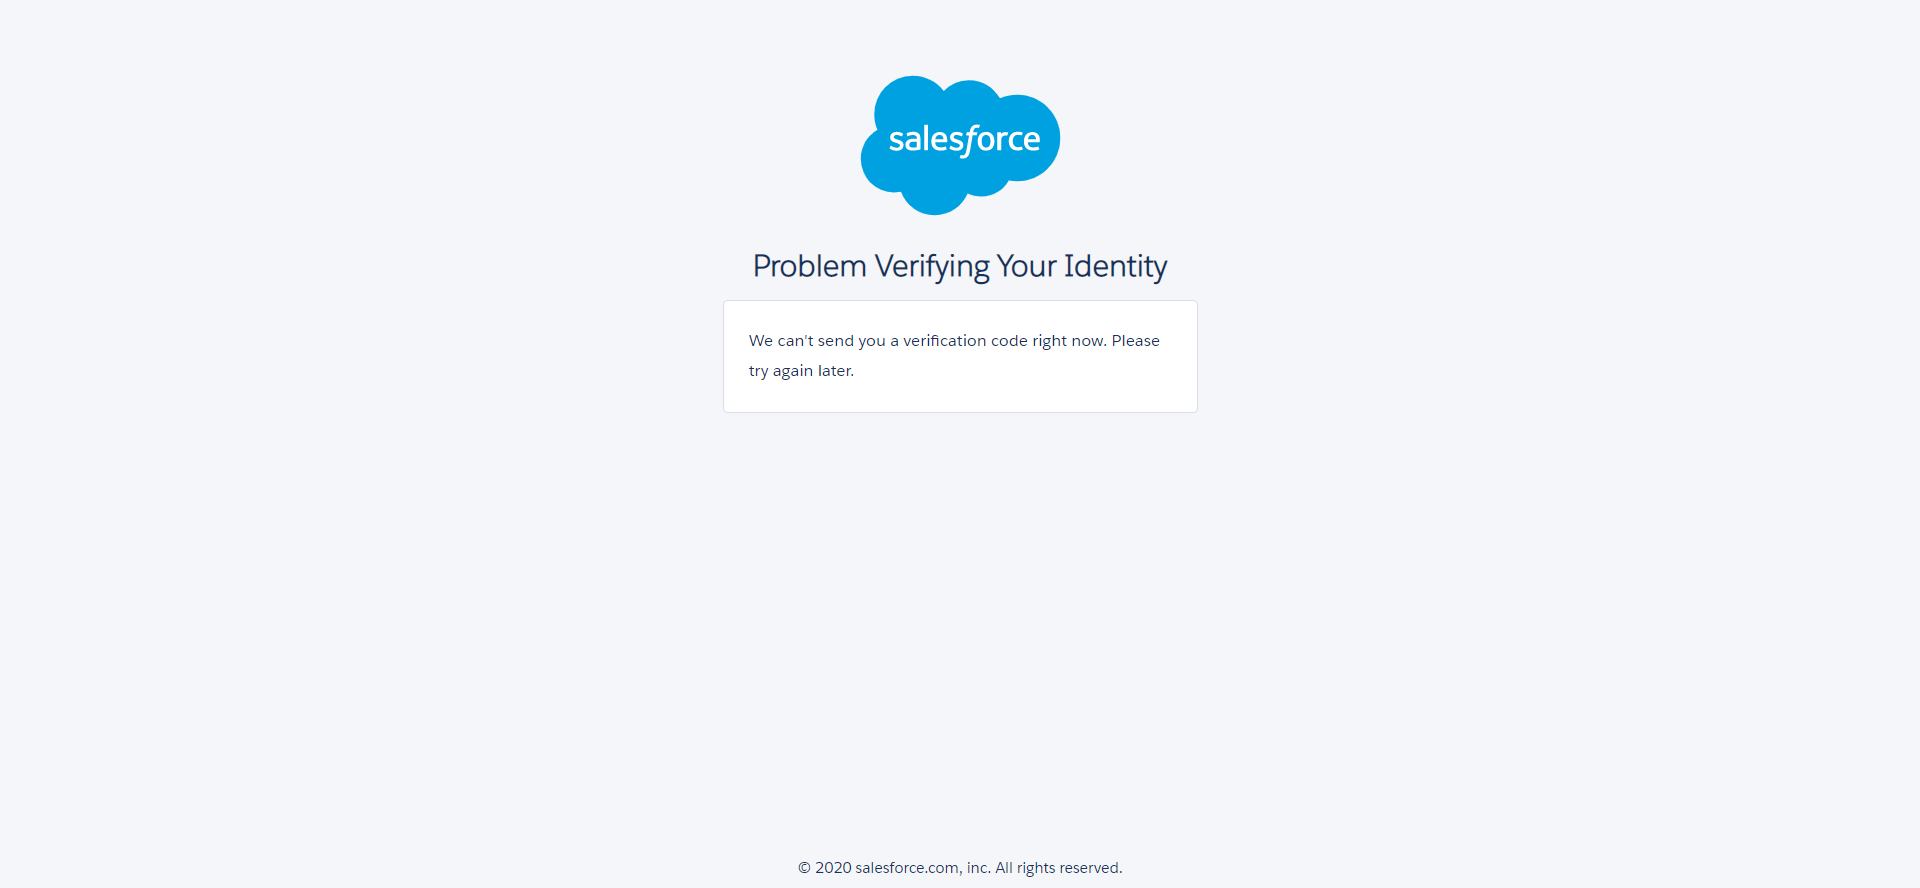 salesforce
Problem Verifying Your Identity
We can't send you a verification code right now. Please
try again later.
© 2020 salesforce.com, inc. All rights reserved.